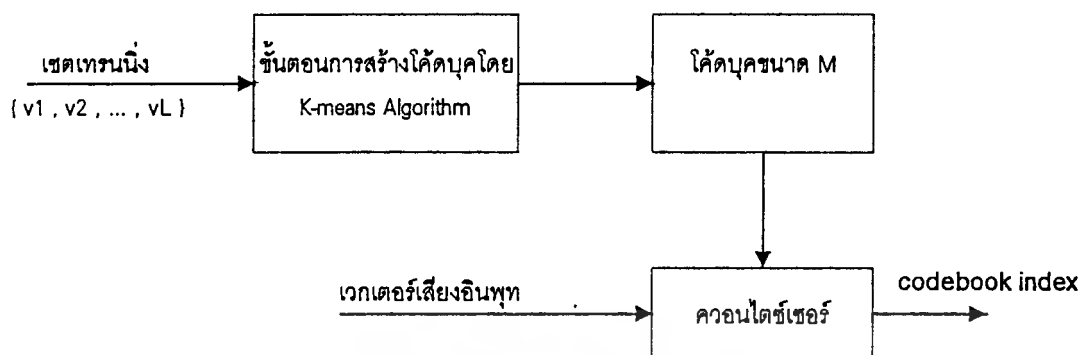 เซตเทรนนิ่ง
{ v1 , v2 , ... , vL }
ขั้นตอนการสร้างโค้ดบุคโดย
K-means Algorithm
โค้ดบุคขนาด M
เวกเตอร์เสียงอินพุท
ควอนไตซ์เซอร์
codebook index